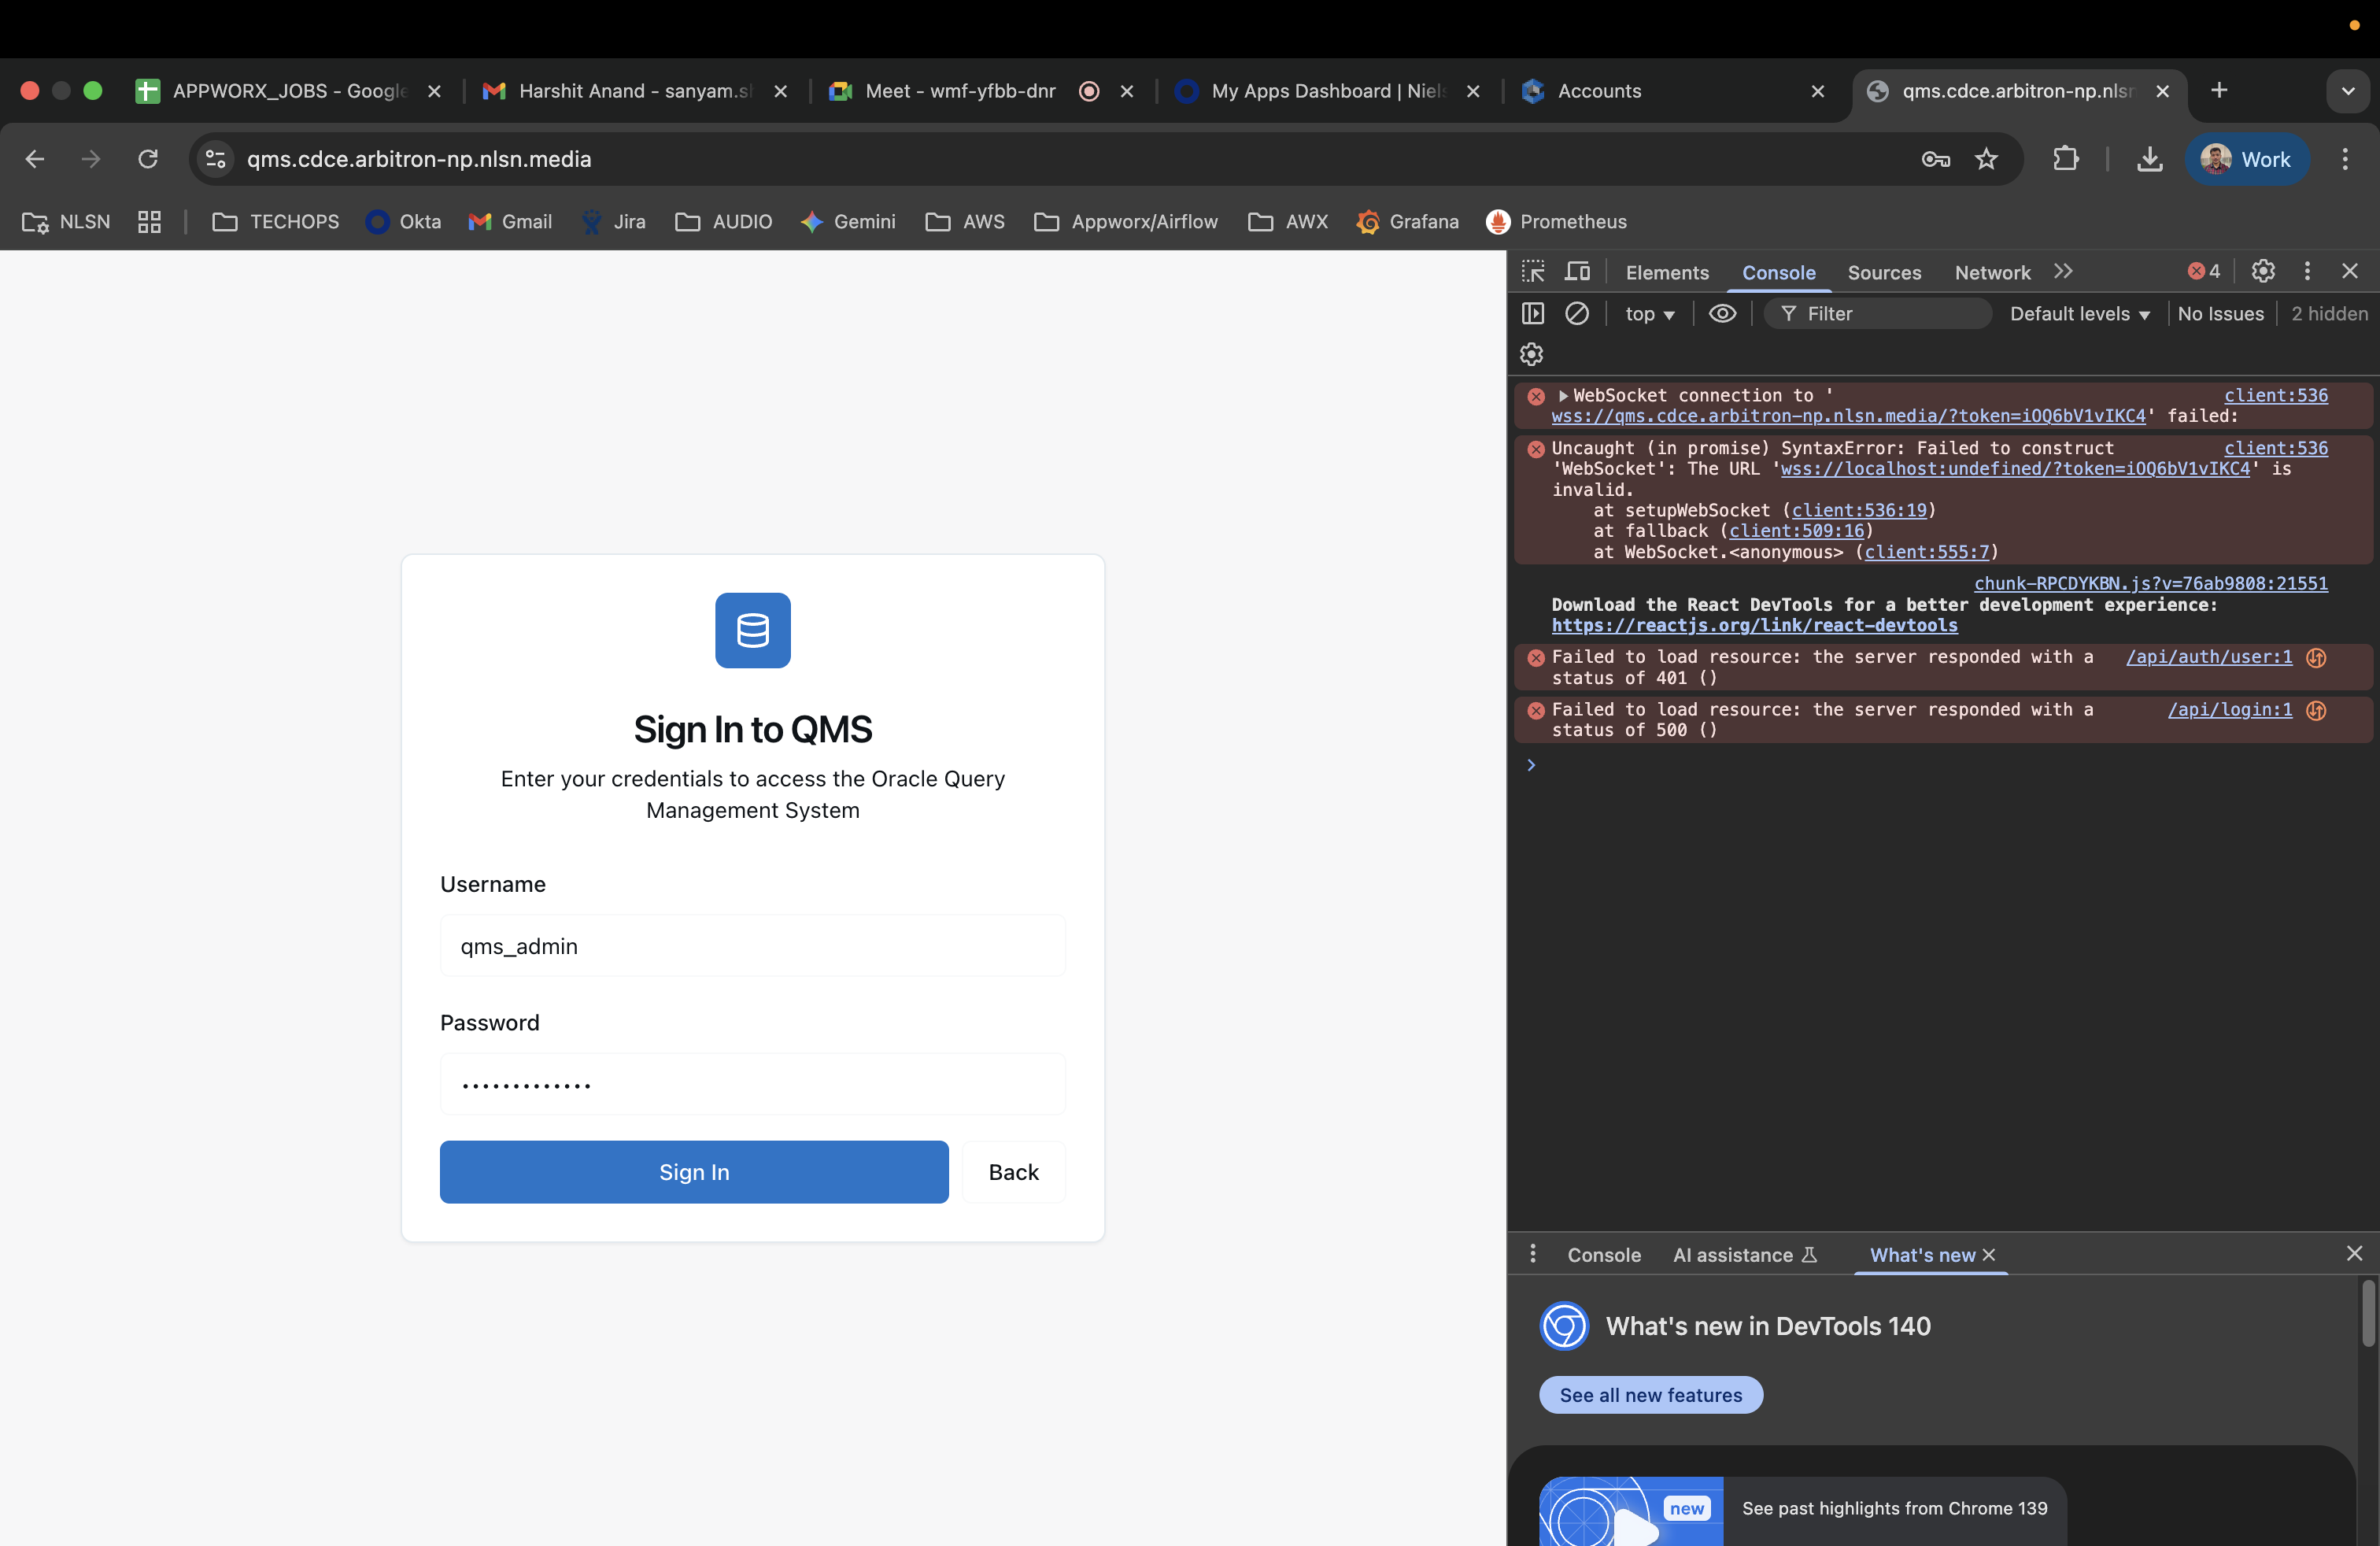 APPWORX_JOBS - Google
Harshit Anand - sanyam.sh
Meet - wmf-yfbb-dnr
My Apps Dashboard | Niels
Accounts
qms.cdce.arbitron-np.nlsn
qms.cdce.arbitron-np.nlsn.media
Work
NLSN
TECHOPS
Okta
Gmail
Jira
AUDIO
Gemini
AWS
Appworx/Airflow
AWX
Grafana
Prometheus
Sign In to QMS
Enter your credentials to access the Oracle Query
Management System
Username
qms_admin
Password
•••••••••••••
Sign In
Back
Elements
Console
Sources
Network
4
top
Filter
Default levels
No Issues
2 hidden
WebSocket connection to '
client:536
wss://qms.cdce.arbitron-np.nlsn.media/?token=iOQ6bV1vIKC4' failed:
Uncaught (in promise) SyntaxError: Failed to construct
client:536
'WebSocket': The URL 'wss://localhost:undefined/?token=iOQ6bV1vIKC4' is
invalid.
at setupWebSocket (client:536:19)
at fallback (client:509:16)
at WebSocket.<anonymous> (client:555:7)
chunk-RPCDYKBN.js?v=76ab9808:21551
Download the React DevTools for a better development experience:
https://reactjs.org/link/react-devtools
Failed to load resource: the server responded with a
/api/auth/user:1
status of 401 ()
Failed to load resource: the server responded with a
/api/login:1
status of 500 ()
Console
AI assistance
What's new
What's new in DevTools 140
See all new features
new
See past highlights from Chrome 139